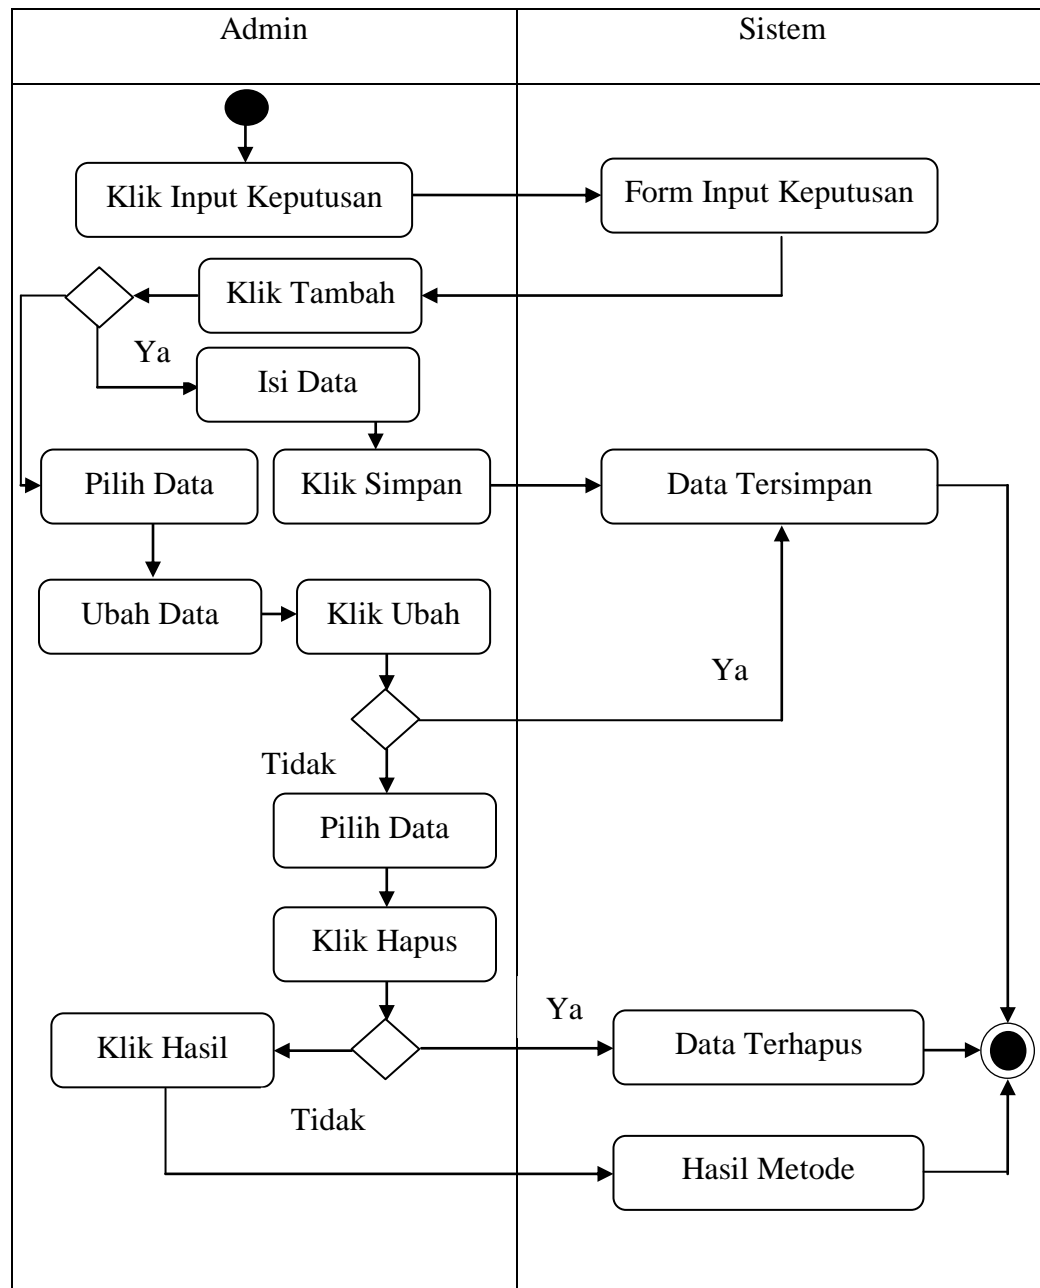 Admin
Sistem
Klik Input Keputusan
Form Input Keputusan
Klik Tambah
Ya
Isi Data
Pilih Data
Klik Simpan
Data Tersimpan
Ubah Data
Klik Ubah
Ya
Tidak
Pilih Data
Klik Hapus
Ya
Klik Hasil
Data Terhapus
Tidak
Hasil Metode